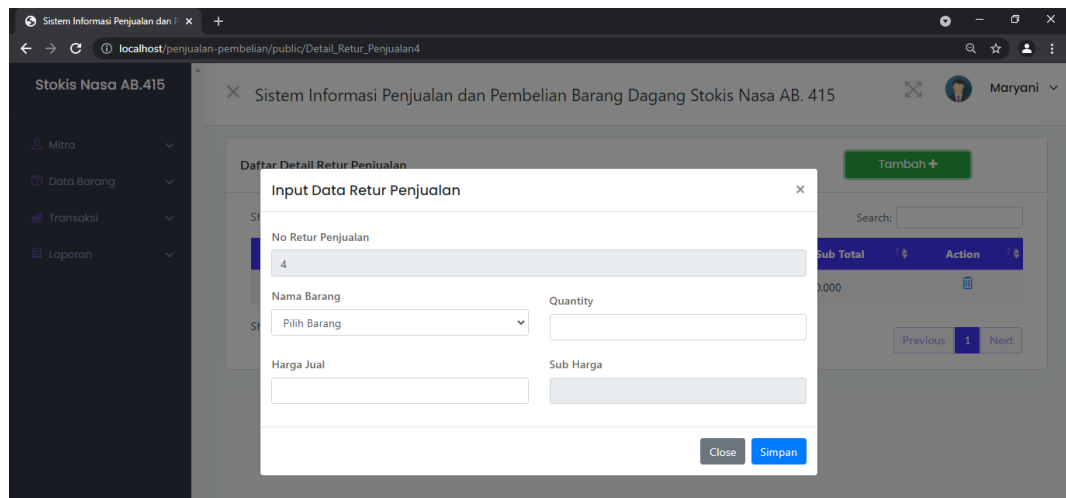 Sistem Informasi Penjualan dan P
localhost/penjualan-pembelian/public/Detail_Retur_Penjualan4
Stokis Nasa AB.415
Sistem Informasi Penjualan dan Pembelian Barang Dagang Stokis Nasa AB. 415
Maryani
Mitra
Data Barang
Transaksi
Laporan
Daftar Detail Retur Penjualan
Tambah +
Input Data Retur Penjualan
×
Search:
No Retur Penjualan
4
Sub Total
Action
.000
Nama Barang
Quantity
Pilih Barang
Previous 1 Next
Harga Jual
Sub Harga
Close
Simpan